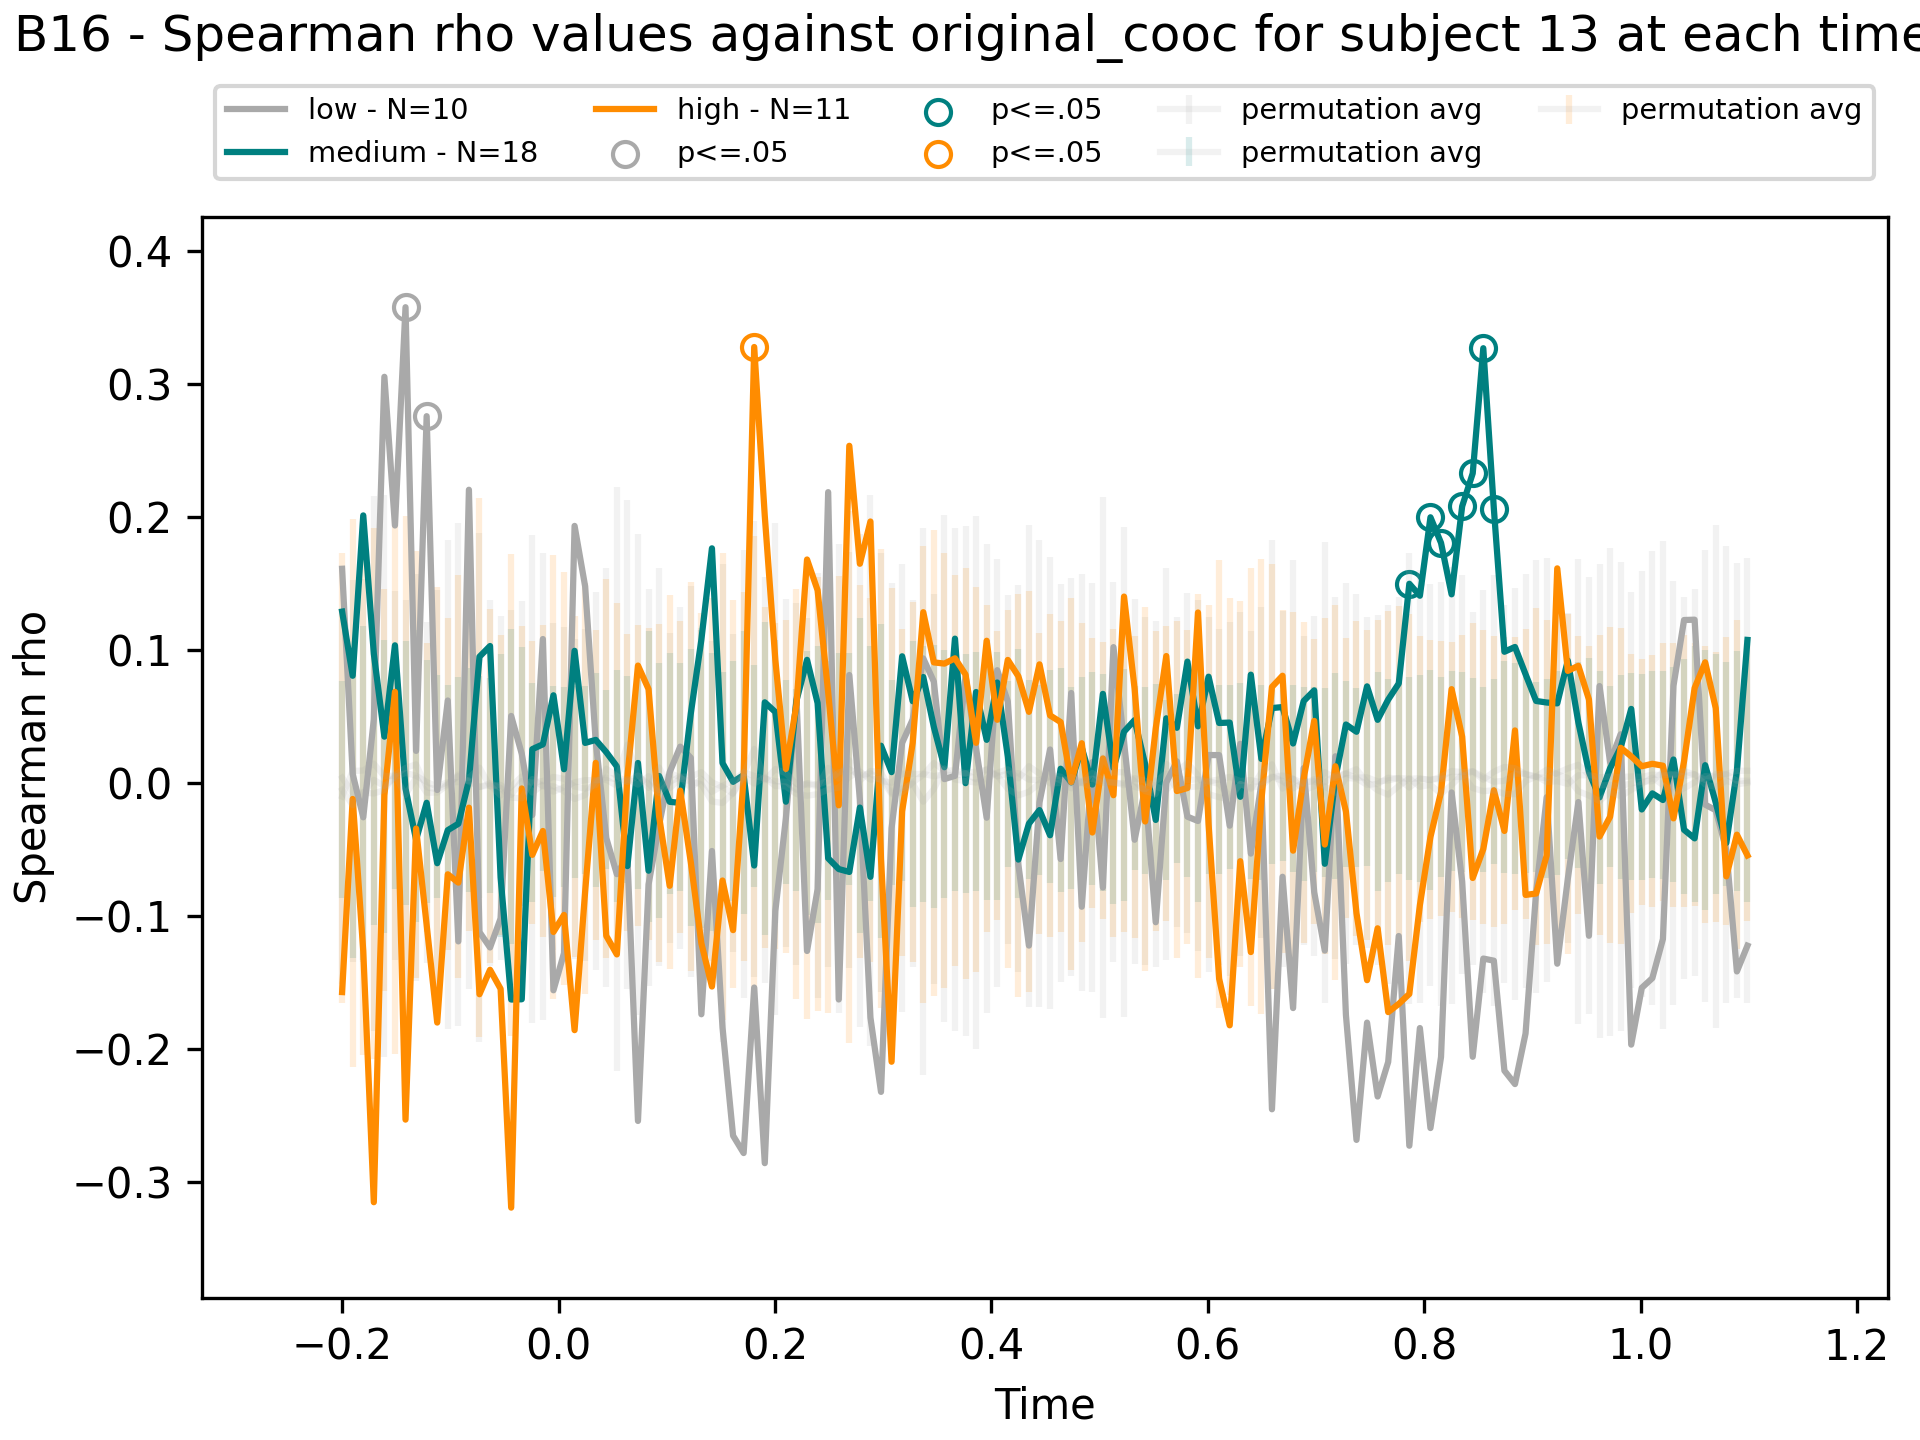 B16 - Spearman rho values against original_cooc for subject 13 at each time
low - N=10 high - N=11 p<=.05 permutation avg permutation avg
medium - N=18 p<=.05 p<=.05 permutation avg
0.4
0.3
0.2
0.1
0.0
−0.1
−0.2
−0.3
Spearman rho
−0.2 0.0 0.2 0.4 0.6 0.8 1.0 1.2
Time